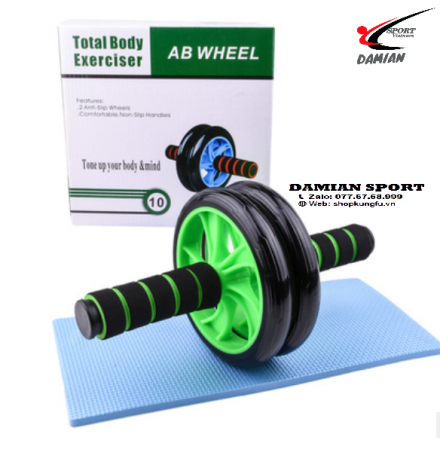 SPORT
Vietnam
DAMIAN
Total Body
Exerciser
AB WHEEL
Features:
.2 Anti-Slip Wheels
.Comfortable,Non-Slip Handles
Tone up your body &mind
10
DAMIAN SPORT
Zalo: 077.67.68.999
Web: shopkungfu.vn